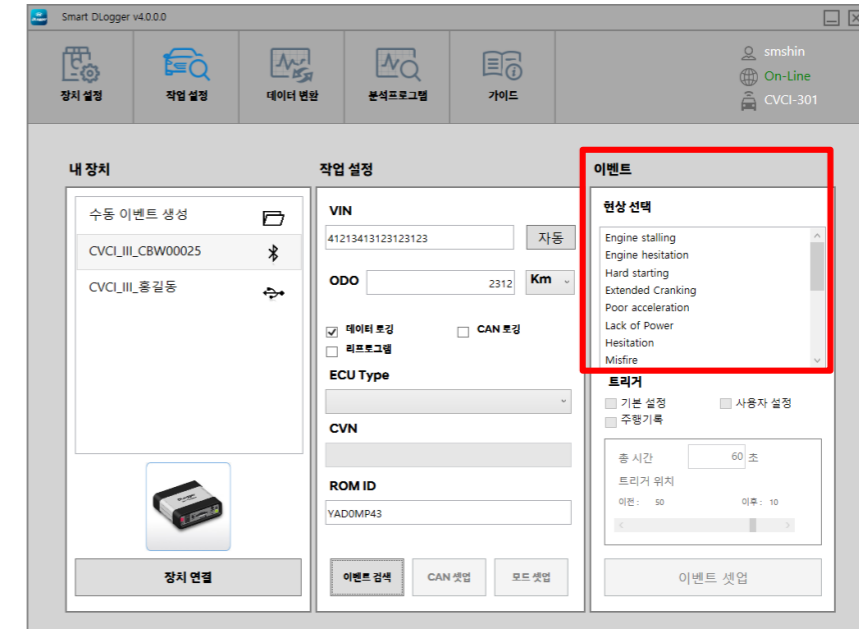 Smart DLogger v4.0.0.0
smshin
On-Line
CVCI-301
장치 설정
작업 설정
데이터 변환
분석프로그램
가이드
내 장치
수동 이벤트 생성
CVCI_III_CBW00025
CVCI_III_홍길동
장치 연결
작업 설정
VIN
41213413123123123
자동
ODO
2312
Km
데이터 로깅
CAN 로깅
리프로그램
ECU Type
CVN
ROM ID
YAD0MP43
이벤트 검색
CAN 셋업
모드 셋업
이벤트
현상 선택
Engine stalling
Engine hesitation
Hard starting
Extended Cranking
Poor acceleration
Lack of Power
Hesitation
Misfire
트리거
기본 설정
사용자 설정
주행기록
총 시간 60 초
트리거 위치
이전 : 50 이후 : 10
이벤트 셋업